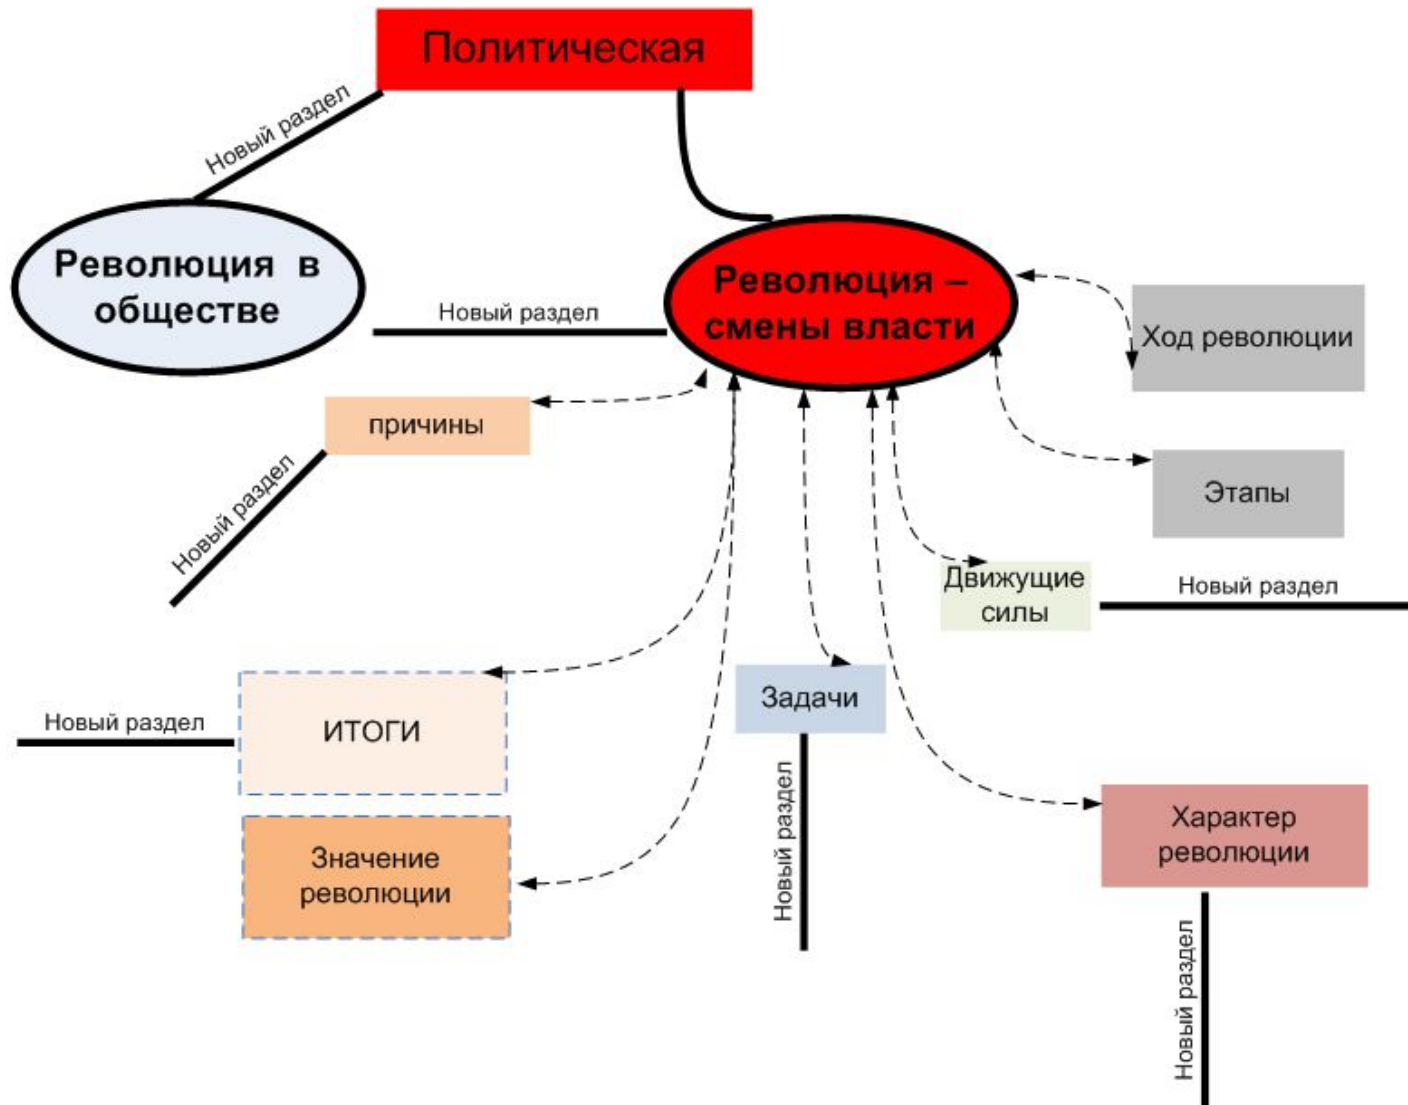 Политическая
Новый раздел
Революция в
обществе
Революция –
смены власти
Новый раздел
Ход революции
причины
Новый раздел
Этапы
Движущие
силы
Новый раздел
Новый раздел
ИТОГИ
Задачи
Новый раздел
Значение
революции
Характер
революции
Новый раздел